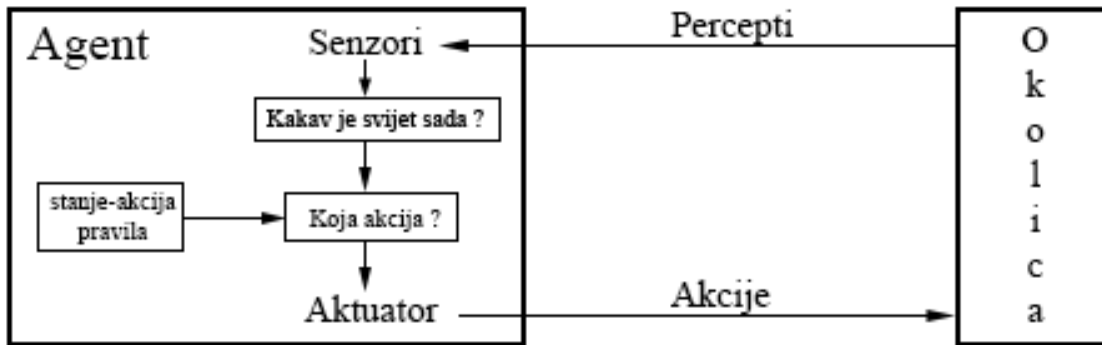 Agent
Senzori
Percepti
Kakav je svijet sada ?
stanje-akcija
pravila
Koja akcija ?
Aktuator
Akcije
O
k
o
l
i
c
a